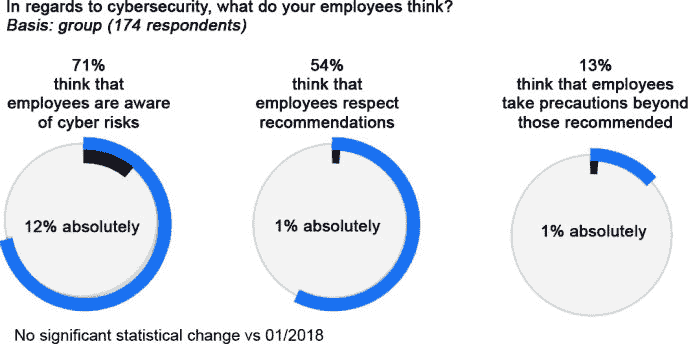 In regards to cybersecurity, what do your employees think?
Basis: group (174 respondents)
71%
think that
employees are aware
of cyber risks
12% absolutely
54%
think that
employees respect
recommendations
1% absolutely
13%
think that employees
take precautions beyond
those recommended
1% absolutely
No significant statistical change vs 01/2018